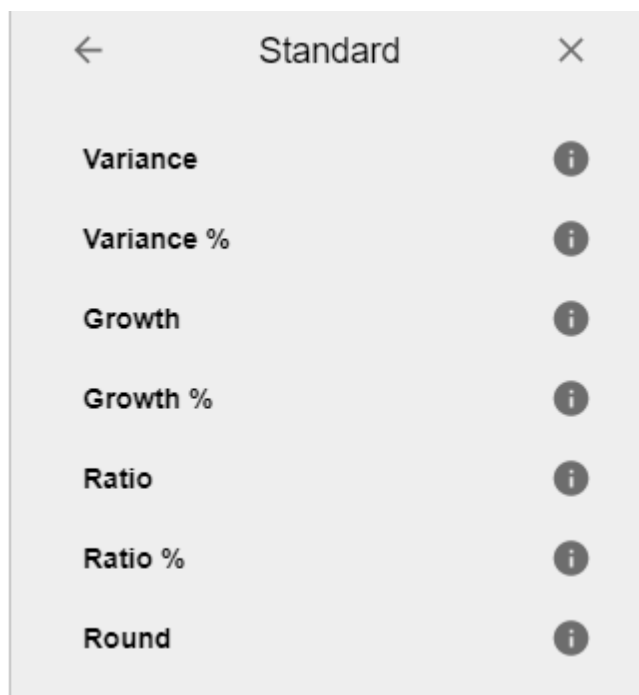 Standard
Variance
Variance %
Growth
Growth %
Ratio
Ratio %
Round